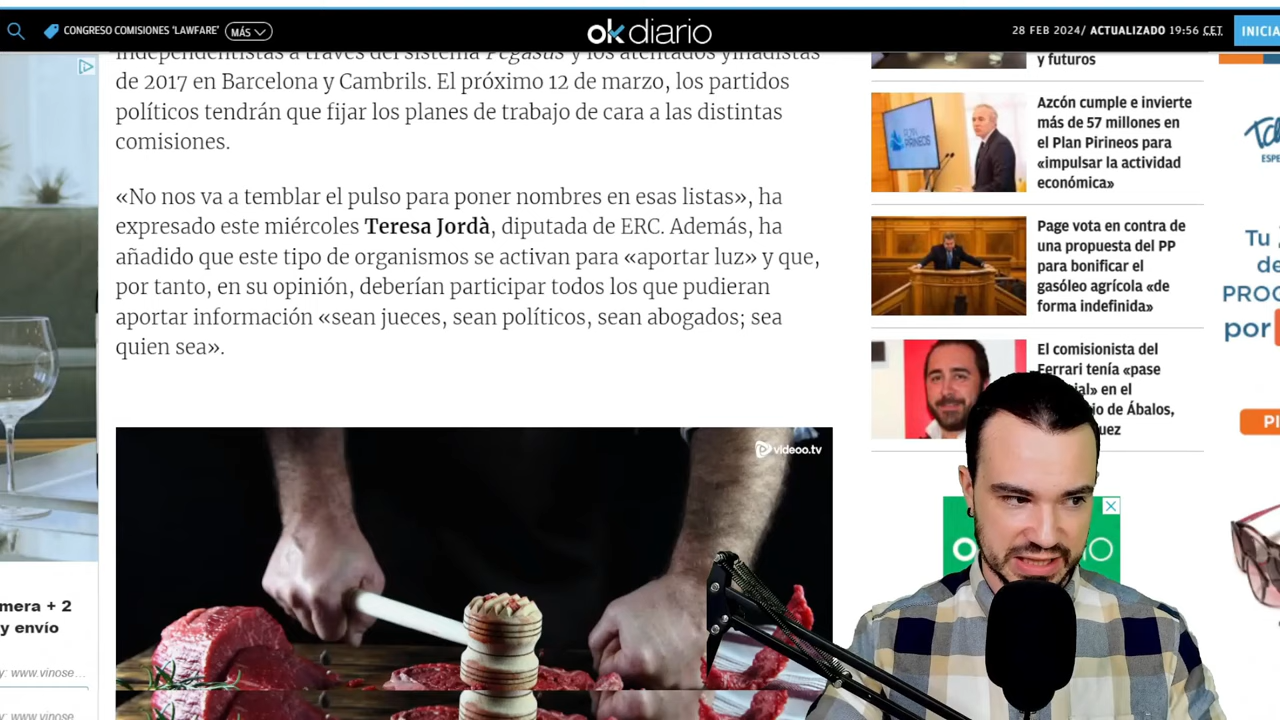 CONGRESO COMISIONES 'LAWFARE'
MÁS
okdiario
28 FEB 2024/ ACTUALIZADO 19:56 CET
INICIA
independentistas a través del sistema Pegasus y los atentados yihadistas
de 2017 en Barcelona y Cambrils. El próximo 12 de marzo, los partidos
políticos tendrán que fijar los planes de trabajo de cara a las distintas
comisiones.
«No nos va a temblar el pulso para poner nombres en esas listas», ha
expresado este miércoles Teresa Jordà, diputada de ERC. Además, ha
añadido que este tipo de organismos se activan para «aportar luz» y que,
por tanto, en su opinión, deberían participar todos los que pudieran
aportar información «sean jueces, sean políticos, sean abogados; sea
quien sea».
videoo.tv
y futuros
PLAN
PIRINEOS
Azcón cumple e invierte
más de 57 millones en
el Plan Pirineos para
«impulsar la actividad
económica»
Page vota en contra de
una propuesta del PP
para bonificar el
gasóleo agrícola «de
forma indefinida»
El comisionista del
Ferrari tenía «pase
ial» en el
io de Ábalos,
uez
Tu
de
PROC
por
PI
ESPE
mera + 2
y envío
y: www.vinose...
y: www.vinose